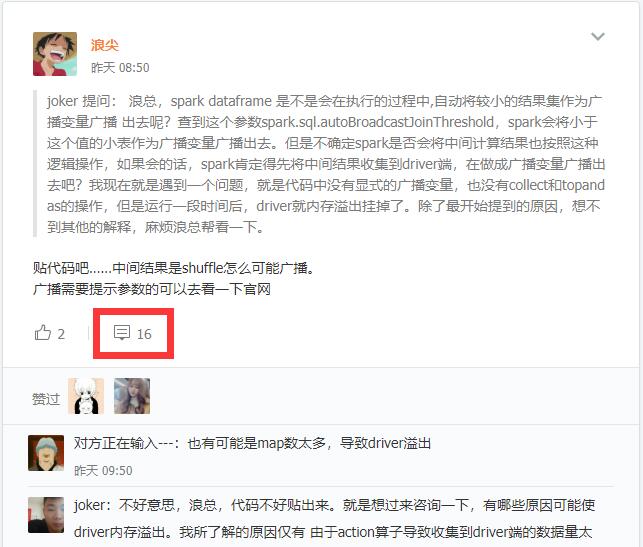 浪尖
昨天 08:50
joker 提问： 浪总，spark dataframe 是不是会在执行的过程中,自动将较小的结果集作为广
播变量广播 出去呢？查到这个参数spark.sql.autoBroadcastJoinThreshold，spark会将小于
这个值的小表作为广播变量广播出去。但是不确定spark是否会将中间计算结果也按照这种
逻辑操作，如果会的话，spark肯定得先将中间结果收集到driver端，在做成广播变量广播出
去吧？我现在就是遇到一个问题，就是代码中没有显式的广播变量，也没有collect和topand
as的操作，但是运行一段时间后，driver就内存溢出挂掉了。除了最开始提到的原因，想不
到其他的解释，麻烦浪总帮看一下。
贴代码吧......中间结果是shuffle怎么可能广播。
广播需要提示参数的可以去看一下官网
2 16
赞过
对方正在输入---：也有可能是map数太多，导致driver溢出
昨天 09:50
joker：不好意思，浪总，代码不好贴出来。就是想过来咨询一下，有哪些原因可能使
driver内存溢出。我所了解的原因仅有 由于action算子导致收集到driver端的数据量太